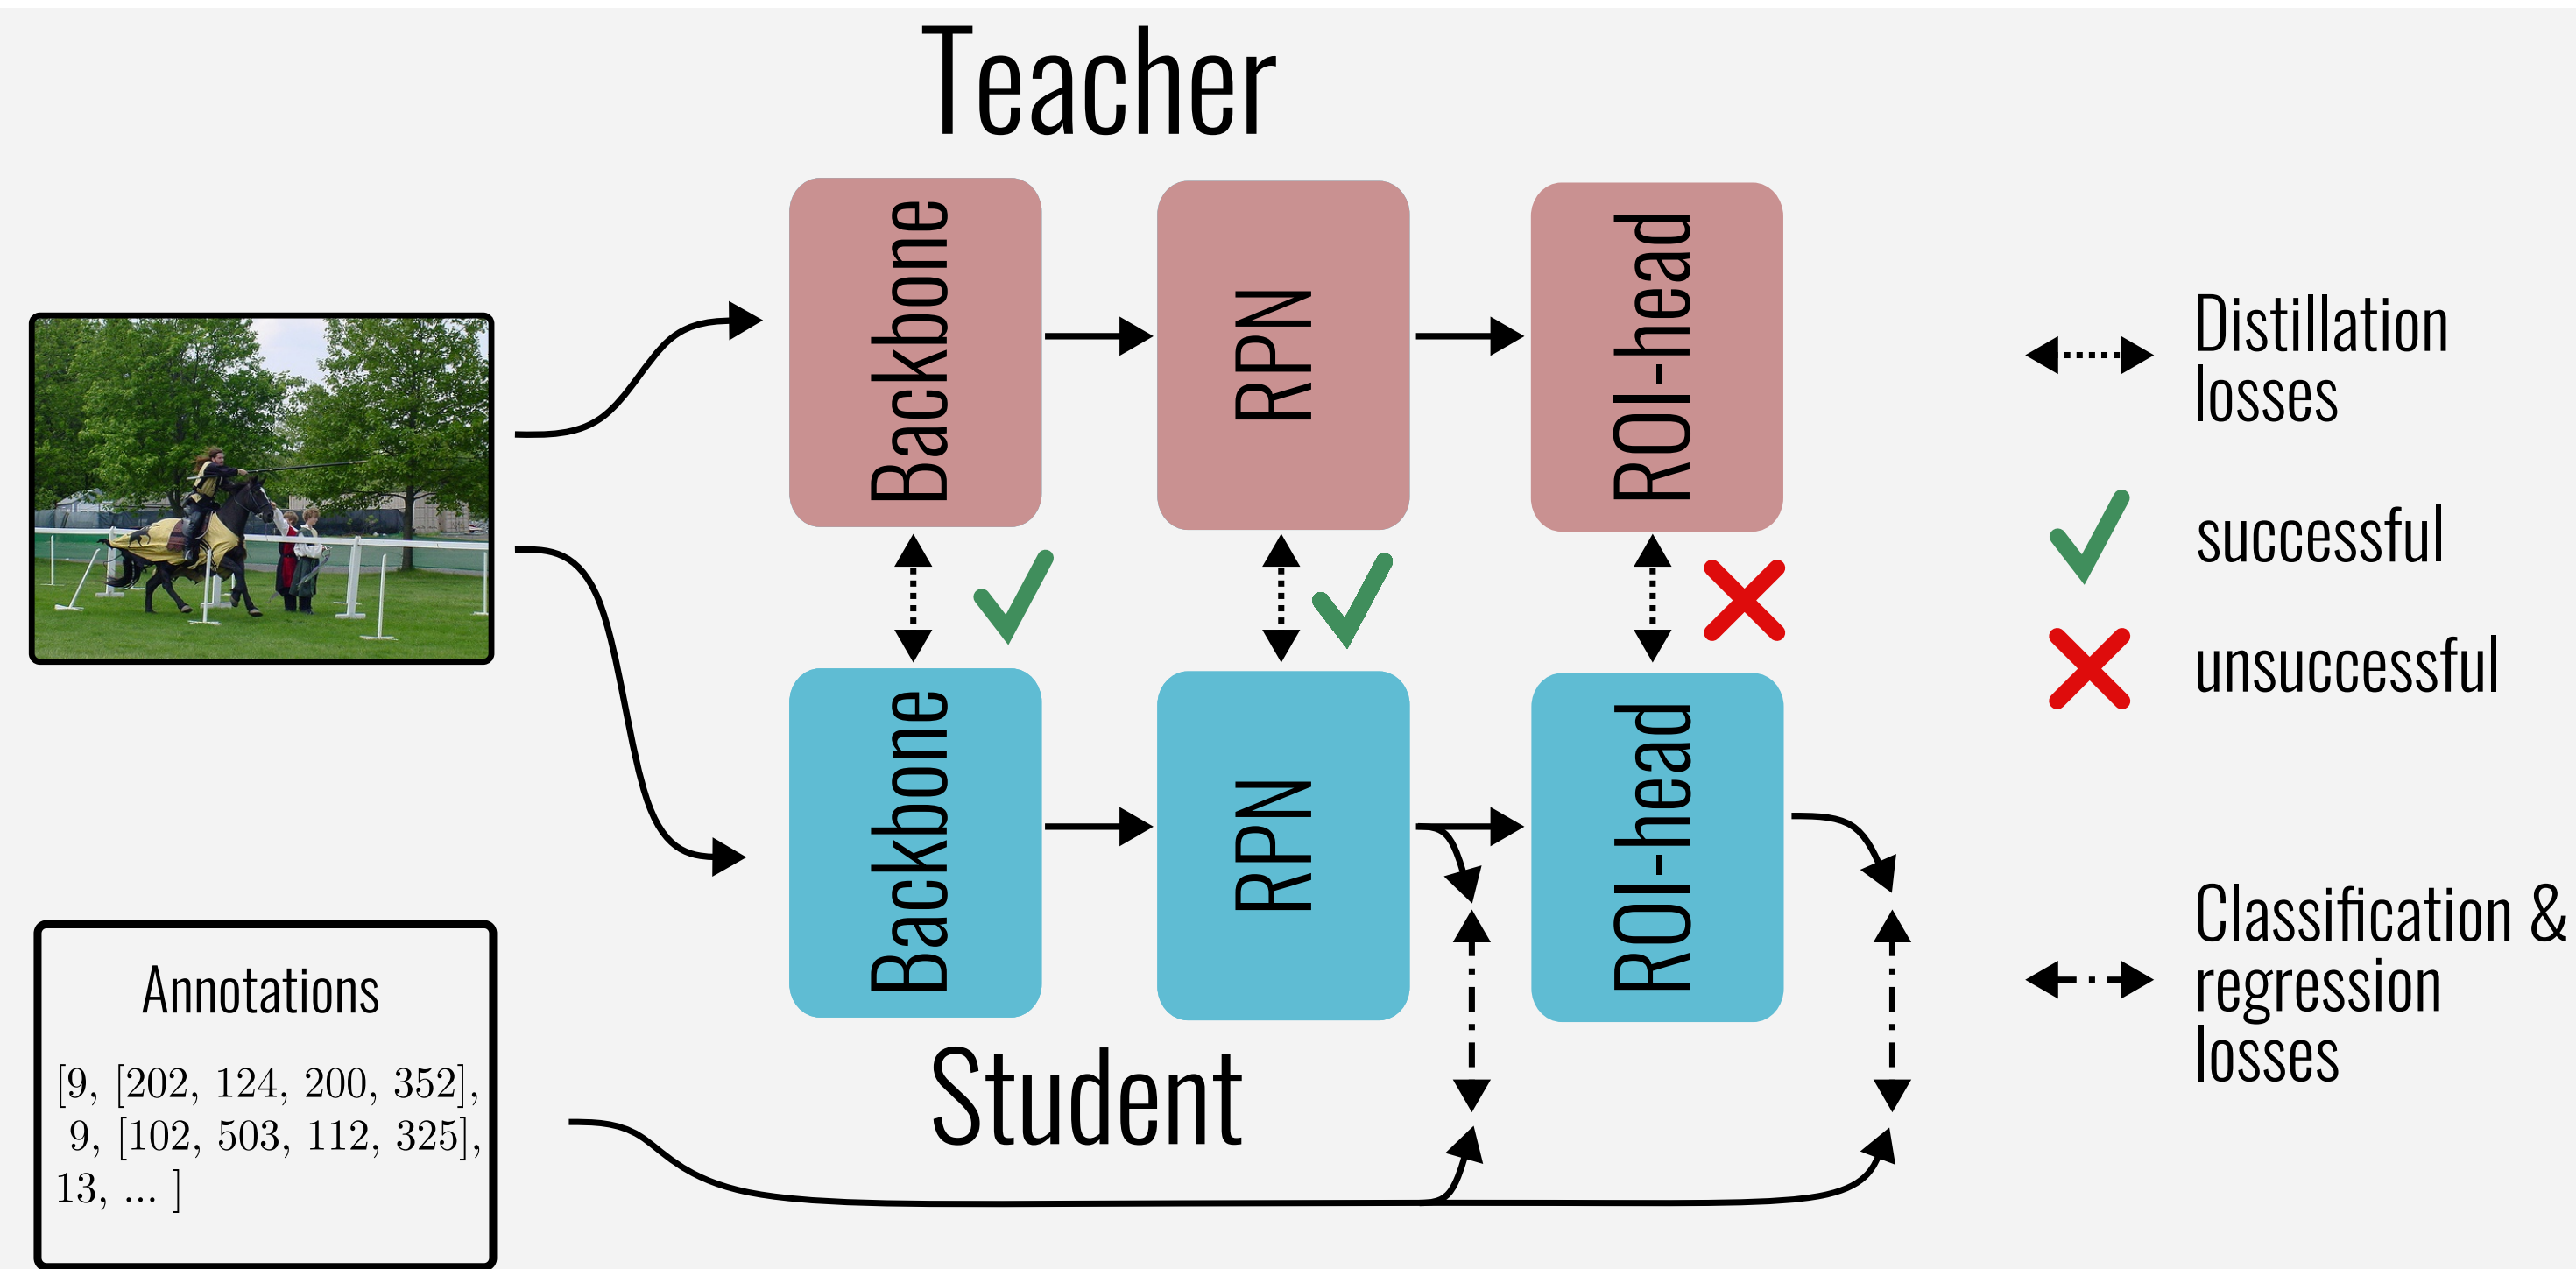 Teacher
Backbone
RPN
ROI-head
Distillation
losses
successful
unsuccessful
Backbone
RPN
ROI-head
Student
Classification &
regression
losses
Annotations
[9, [202, 124, 200, 352],
9, [102, 503, 112, 325],
13, ... ]